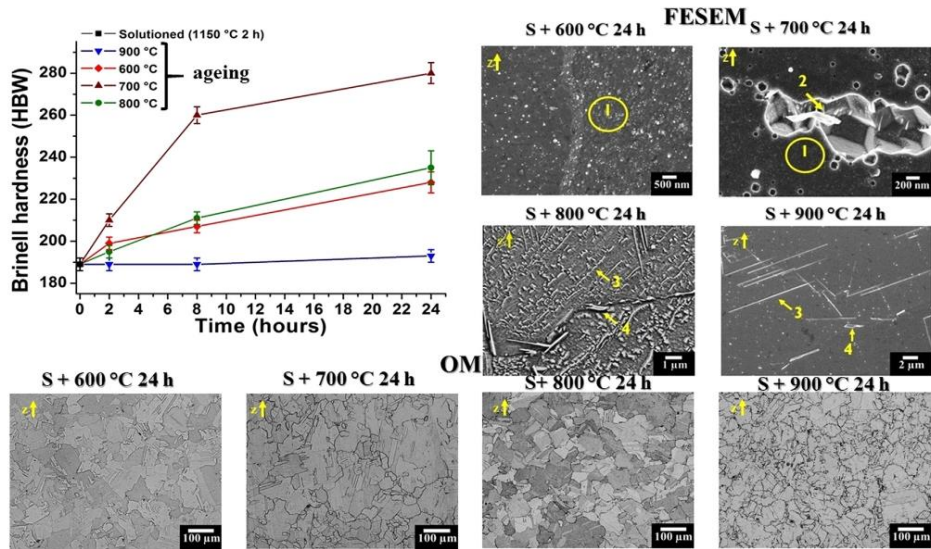 FESEM
Solutioned (1150 °C 2 h)
900 °C
600 °C
700 °C
800 °C
ageing
Brinell hardness (HBW)
280
260
240
220
200
180
0 2 4 6 8 10 12 14 16 18 20 22 24
Time (hours)
S + 600 °C 24 h
z
1
500 nm
S + 700 °C 24 h
z
2
1
200 nm
S + 800 °C 24 h
z
3
4
1 µm
S + 900 °C 24 h
z
3
4
2 µm
OM
S + 600 °C 24 h
z
100 µm
S + 700 °C 24 h
z
100 µm
S + 800 °C 24 h
z
100 µm
S + 900 °C 24 h
z
100 µm